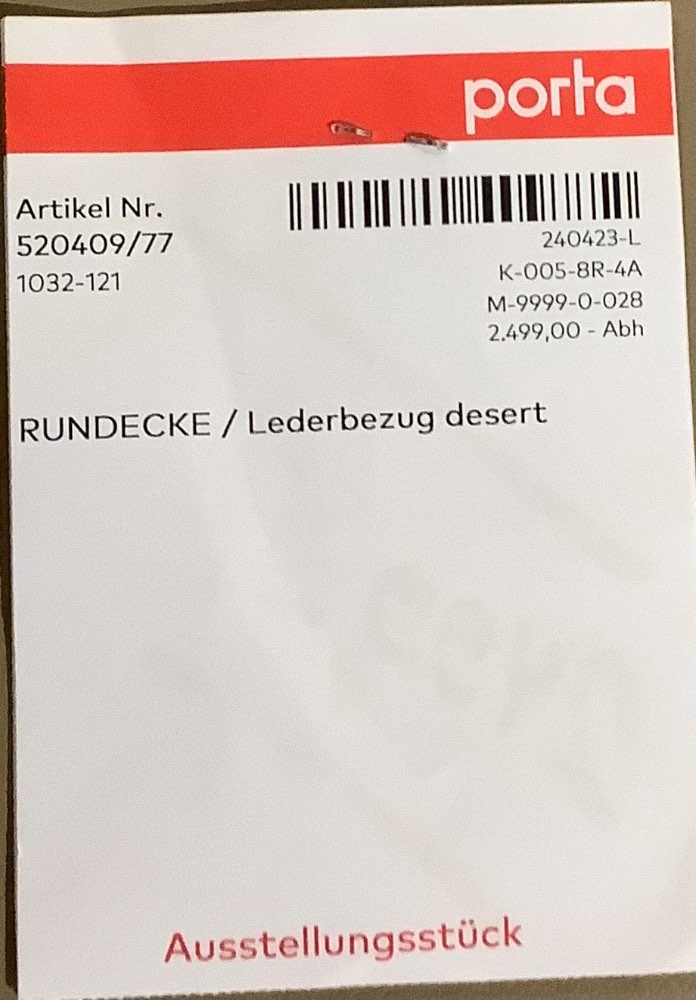 porta
Artikel Nr.
520409/77
1032-121
240423-L
K-005-8R-4A
M-9999-0-028
2.499,00 - Abh
RUNDECKE / Lederbezug desert
Ausstellungsstück